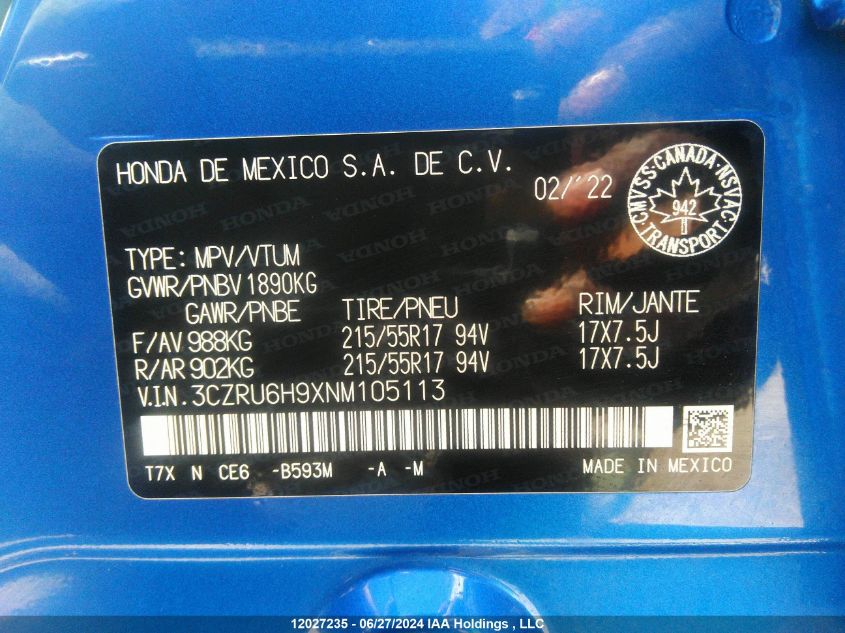 HONDA DE MEXICO S.A. DE C.V.
02/'22
CMVSS·CANADA·NSVAC
942
TRANSPORT
TYPE: MPV/VTUM
GVWR/PNBV 1890KG
GAWR/PNBE TIRE/PNEU RIM/JANTE
F/AV 988KG 215/55R17 94V 17X7.5J
R/AR 902KG 215/55R17 94V 17X7.5J
V.I.N. 3CZRU6H9XNM105113
T7X N CE6 -B593M -A -M MADE IN MEXICO
12027235 - 06/27/2024 IAA Holdings , LLC